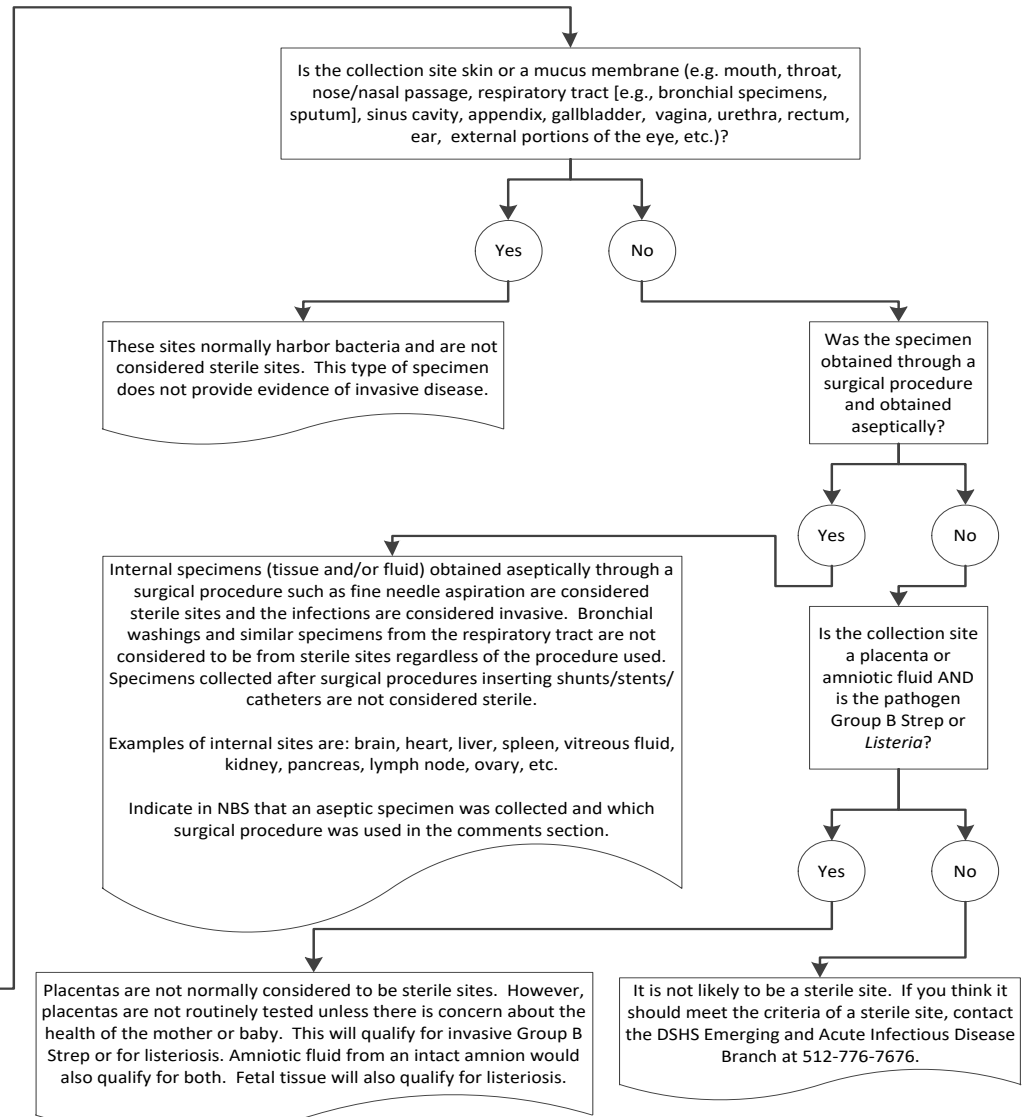 Is the collection site skin or a mucus membrane (e.g. mouth, throat,
nose/nasal passage, respiratory tract [e.g., bronchial specimens,
sputum], sinus cavity, appendix, gallbladder, vagina, urethra, rectum,
ear, external portions of the eye, etc.)?
Yes
No
These sites normally harbor bacteria and are not
considered sterile sites. This type of specimen
does not provide evidence of invasive disease.
Was the specimen
obtained through a
surgical procedure
and obtained
aseptically?
Yes
No
Internal specimens (tissue and/or fluid) obtained aseptically through a
surgical procedure such as fine needle aspiration are considered
sterile sites and the infections are considered invasive. Bronchial
washings and similar specimens from the respiratory tract are not
considered to be from sterile sites regardless of the procedure used.
Specimens collected after surgical procedures inserting shunts/stents/
catheters are not considered sterile.
Examples of internal sites are: brain, heart, liver, spleen, vitreous fluid,
kidney, pancreas, lymph node, ovary, etc.
Indicate in NBS that an aseptic specimen was collected and which
surgical procedure was used in the comments section.
Is the collection site
a placenta or
amniotic fluid AND
is the pathogen
Group B Strep or
Listeria?
Yes
No
Placentas are not normally considered to be sterile sites. However,
placentas are not routinely tested unless there is concern about the
health of the mother or baby. This will qualify for invasive Group B
Strep or for listeriosis. Amniotic fluid from an intact amnion would
also qualify for both. Fetal tissue will also qualify for listeriosis.
It is not likely to be a sterile site. If you think it
should meet the criteria of a sterile site, contact
the DSHS Emerging and Acute Infectious Disease
Branch at 512-776-7676.